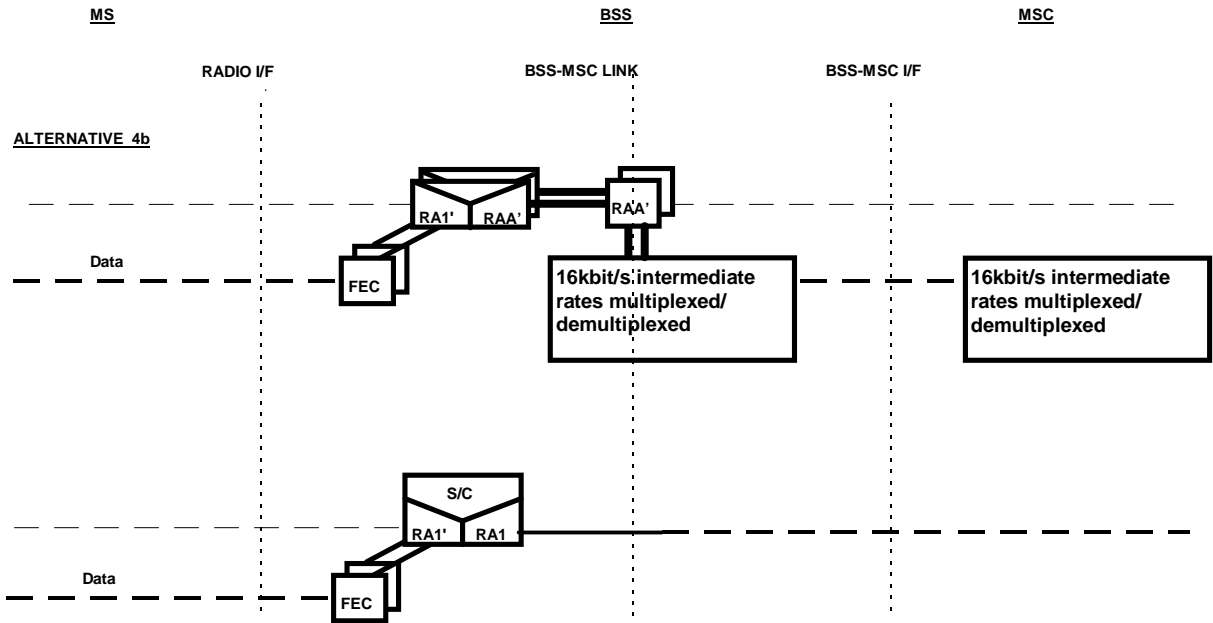 MS BSS MSC
RADIO I/F BSS-MSC LINK BSS-MSC I/F
ALTERNATIVE 4b
RA1' RAA' RAA'
Data
FEC
16kbit/s intermediate
rates multiplexed/
demultiplexed
16kbit/s intermediate
rates multiplexed/
demultiplexed
S/C
RA1' RA1
Data
FEC